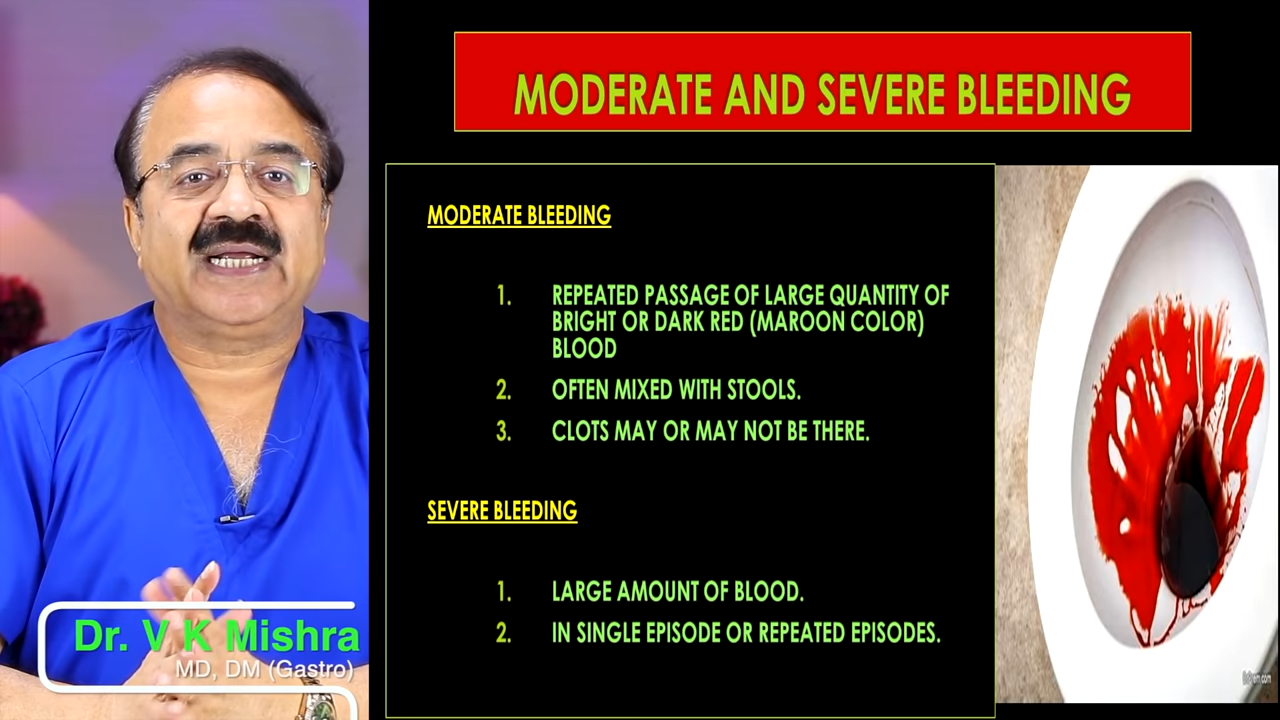 MODERATE AND SEVERE BLEEDING
MODERATE BLEEDING
1. REPEATED PASSAGE OF LARGE QUANTITY OF
BRIGHT OR DARK RED (MAROON COLOR)
BLOOD
2. OFTEN MIXED WITH STOOLS.
3. CLOTS MAY OR MAY NOT BE THERE.
SEVERE BLEEDING
1. LARGE AMOUNT OF BLOOD.
2. IN SINGLE EPISODE OR REPEATED EPISODES.
Dr. V K Mishra
MD, DM (Gastro)